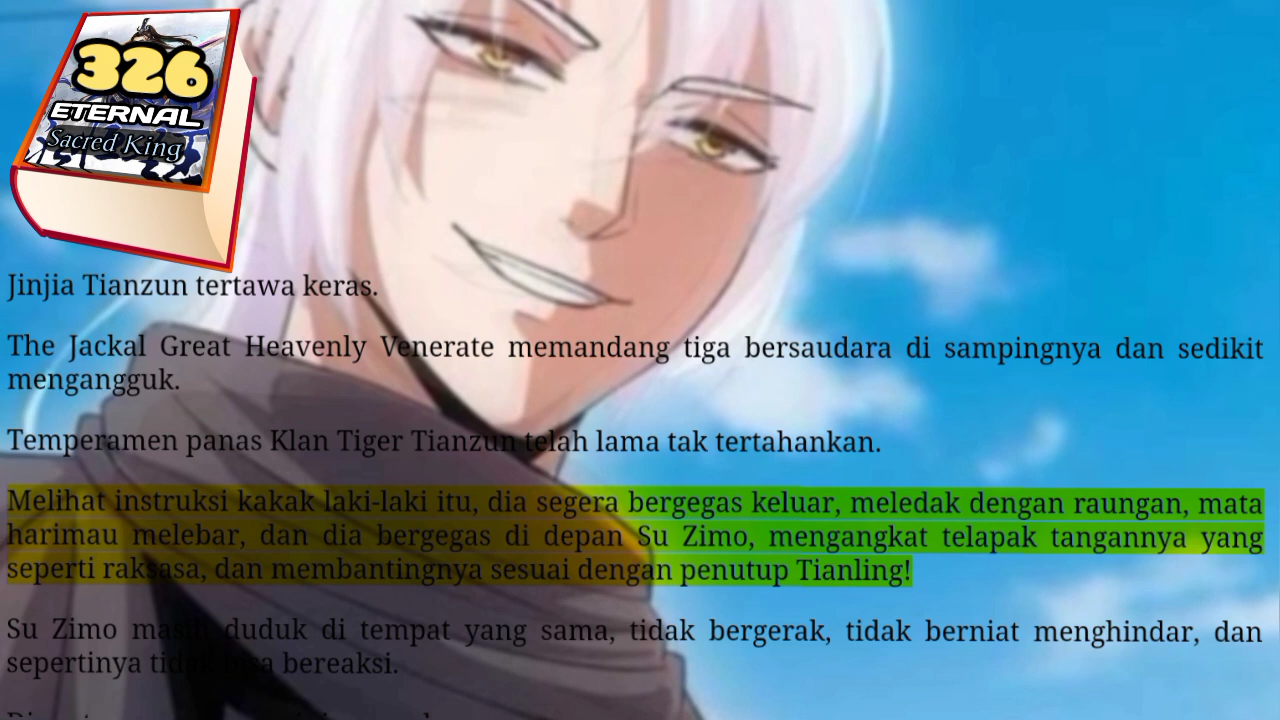 326
ETERNAL
Sacred King
Jinjia Tianzun tertawa keras.
The Jackal Great Heavenly Venerate memandang tiga bersaudara di sampingnya dan sedikit
mengangguk.
Temperamen panas Klan Tiger Tianzun telah lama tak tertahankan.
Melihat instruksi kakak laki-laki itu, dia segera bergegas keluar, meledak dengan raungan, mata
harimau melebar, dan dia bergegas di depan Su Zimo, mengangkat telapak tangannya yang
seperti raksasa, dan membantingnya sesuai dengan penutup Tianling!
Su Zimo masih duduk di tempat yang sama, tidak bergerak, tidak berniat menghindar, dan
sepertinya tidak bisa bereaksi.